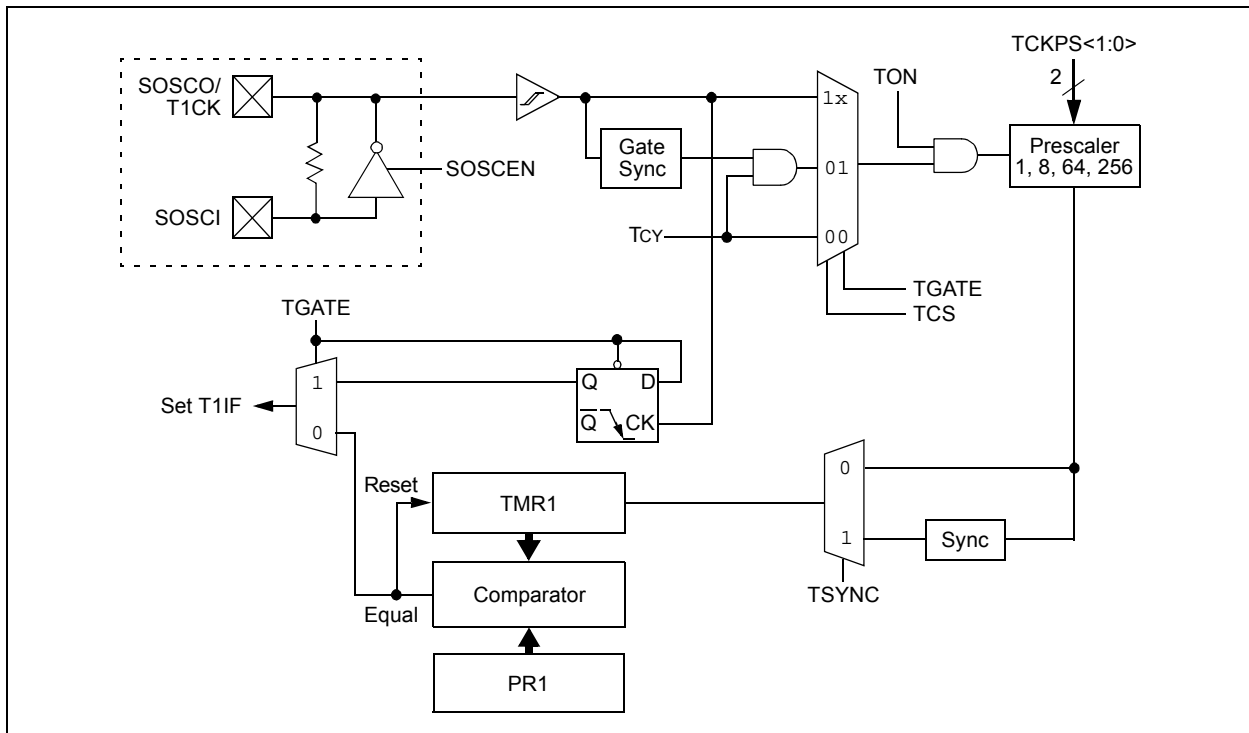 TCKPS<1:0>
2
SOSCO/
T1CK
TON
1x
Gate
Sync
Prescaler
1, 8, 64, 256
SOSCEN
01
SOSCI
TCY
00
TGATE
TCS
TGATE
1
Q
D
Set T1IF
Q
CK
0
Reset
TMR1
0
1
Sync
Comparator
TSYNC
Equal
PR1